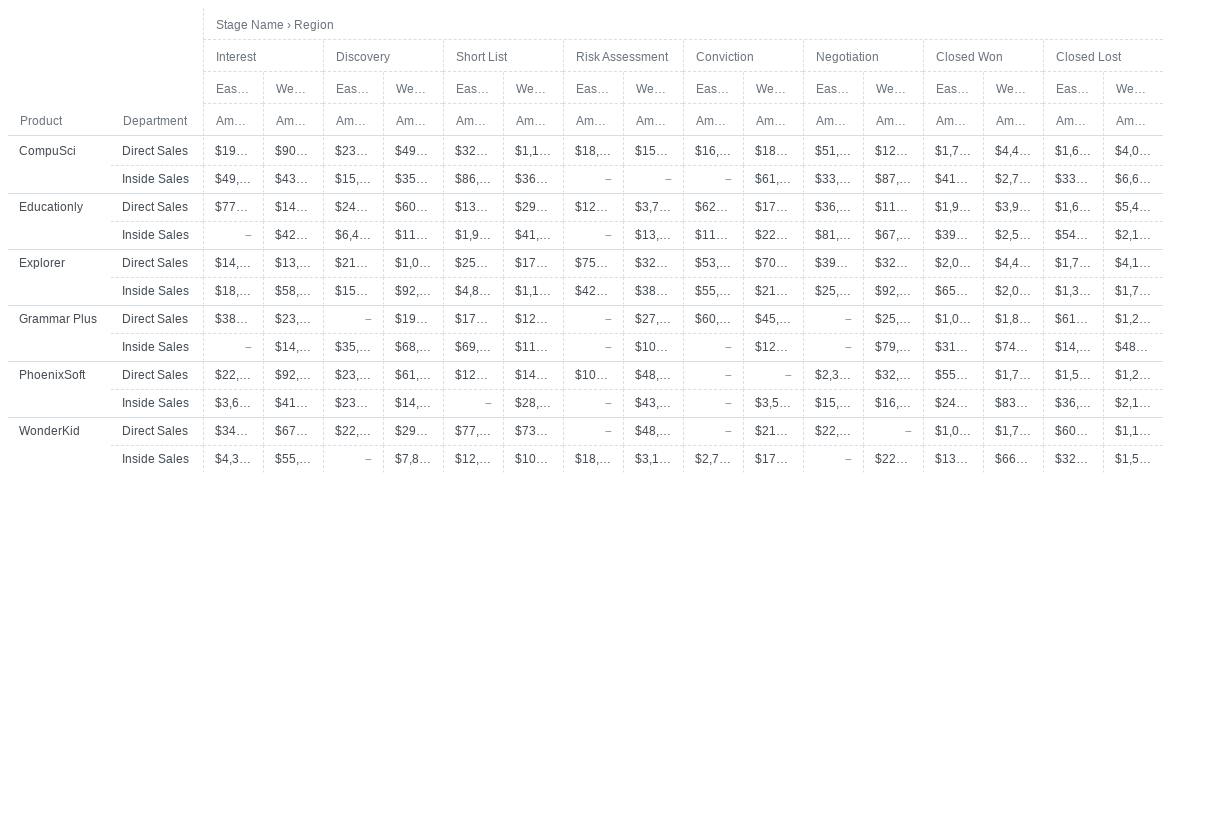 Stage Name › Region
Interest Discovery Short List Risk Assessment Conviction Negotiation Closed Won Closed Lost
Eas… We… Eas… We… Eas… We… Eas… We… Eas… We… Eas… We… Eas… We… Eas… We…
Product Department Am… Am… Am… Am… Am… Am… Am… Am… Am… Am… Am… Am… Am… Am… Am… Am…
CompuSci Direct Sales $19… $90… $23… $49… $32… $1,1… $18,… $15… $16,… $18… $51,… $12… $1,7… $4,4… $1,6… $4,0…
Inside Sales $49,… $43… $15,… $35… $86,… $36… – – – $61,… $33,… $87,… $41… $2,7… $33… $6,6…
Educationly Direct Sales $77… $14… $24… $60… $13… $29… $12… $3,7… $62… $17… $36,… $11… $1,9… $3,9… $1,6… $5,4…
Inside Sales – $42… $6,4… $11… $1,9… $41,… – $13,… $11… $22… $81,… $67,… $39… $2,5… $54… $2,1…
Explorer Direct Sales $14,… $13,… $21… $1,0… $25… $17… $75… $32… $53,… $70… $39… $32… $2,0… $4,4… $1,7… $4,1…
Inside Sales $18,… $58,… $15… $92,… $4,8… $1,1… $42… $38… $55,… $21… $25,… $92,… $65… $2,0… $1,3… $1,7…
Grammar Plus Direct Sales $38… $23,… – $19… $17… $12… – $27,… $60,… $45,… – $25,… $1,0… $1,8… $61… $1,2…
Inside Sales – $14,… $35,… $68,… $69,… $11… – $10… – $12… – $79,… $31… $74… $14,… $48…
PhoenixSoft Direct Sales $22,… $92,… $23,… $61,… $12… $14… $10… $48,… – – $2,3… $32,… $55… $1,7… $1,5… $1,2…
Inside Sales $3,6… $41… $23… $14,… – $28,… – $43,… – $3,5… $15,… $16,… $24… $83… $36,… $2,1…
WonderKid Direct Sales $34… $67… $22,… $29… $77,… $73… – $48,… – $21… $22,… – $1,0… $1,7… $60… $1,1…
Inside Sales $4,3… $55,… – $7,8… $12,… $10… $18,… $3,1… $2,7… $17… – $22… $13… $66… $32… $1,5…